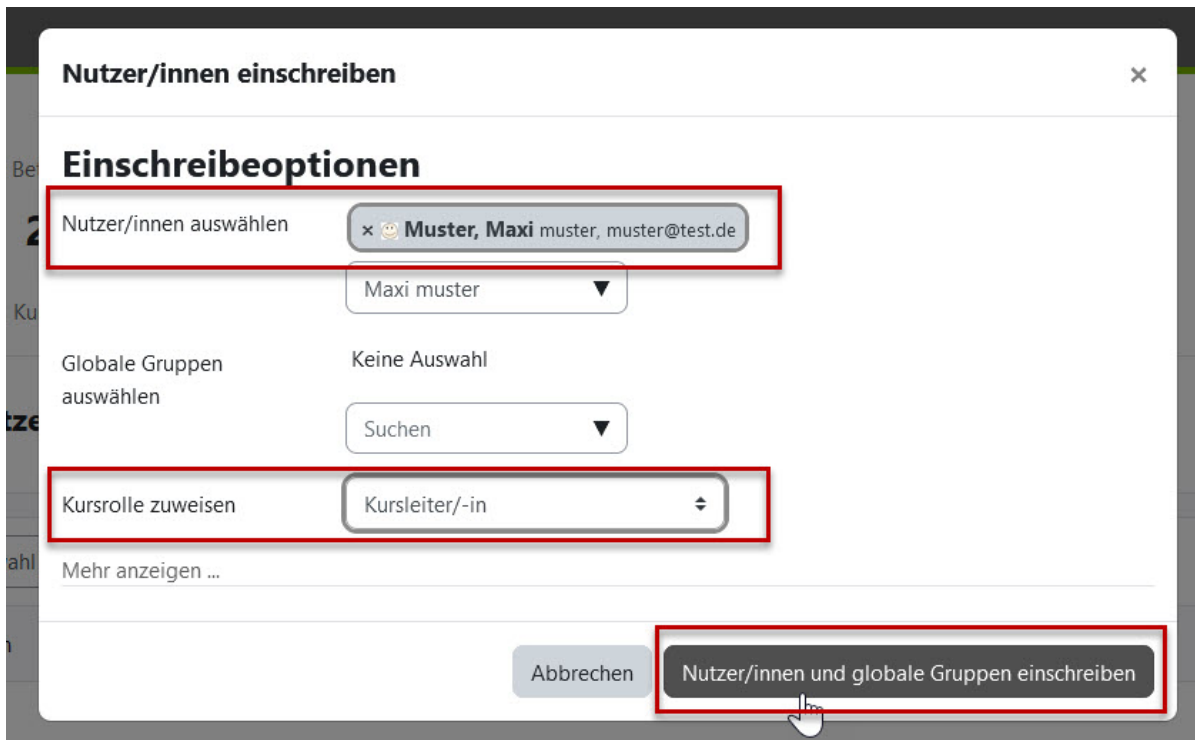 Nutzer/innen einschreiben ×
Einschreibeoptionen
Nutzer/innen auswählen × Muster, Maxi muster, muster@test.de
Maxi muster ▼
Globale Gruppen auswählen Keine Auswahl
Suchen ▼
Kursrolle zuweisen Kursleiter/-in
Mehr anzeigen ...
Abbrechen Nutzer/innen und globale Gruppen einschreiben